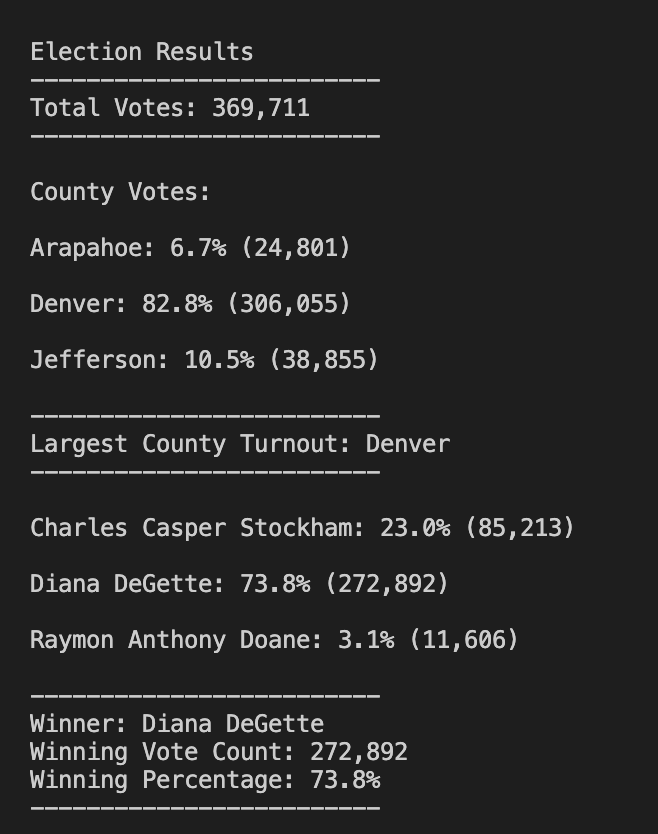 Election Results
-------------------------
Total Votes: 369,711
-------------------------
County Votes:
Arapahoe: 6.7% (24,801)
Denver: 82.8% (306,055)
Jefferson: 10.5% (38,855)
-------------------------
Largest County Turnout: Denver
-------------------------
Charles Casper Stockham: 23.0% (85,213)
Diana DeGette: 73.8% (272,892)
Raymon Anthony Doane: 3.1% (11,606)
-------------------------
Winner: Diana DeGette
Winning Vote Count: 272,892
Winning Percentage: 73.8%
-------------------------